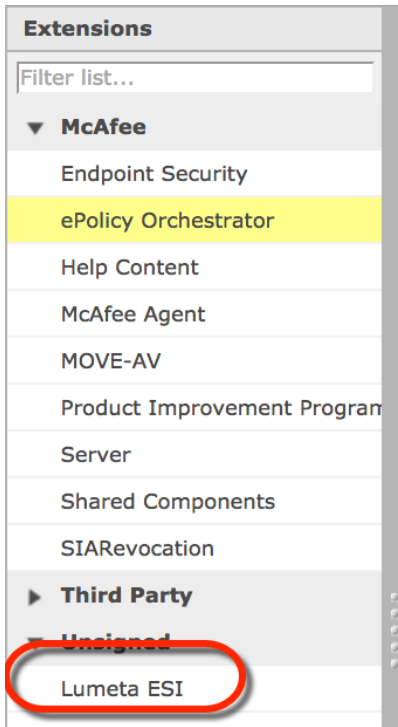 Extensions
Filter list...
McAfee
Endpoint Security
ePolicy Orchestrator
Help Content
McAfee Agent
MOVE-AV
Product Improvement Program
Server
Shared Components
SIARevocation
Third Party
Unsigned
Lumeta ESI